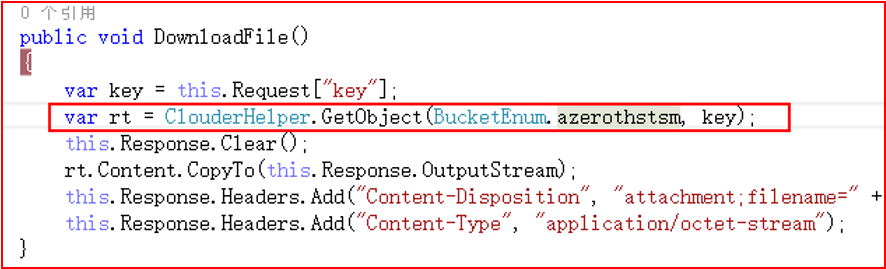 0 个引用
public void DownloadFile()
{
var key = this.Request["key"];
var rt = ClouderHelper.GetObject(BucketEnum.azerothstsm, key);
this.Response.Clear();
rt.Content.CopyTo(this.Response.OutputStream);
this.Response.Headers.Add("Content-Disposition", "attachment;filename=" +
this.Response.Headers.Add("Content-Type", "application/octet-stream");
}